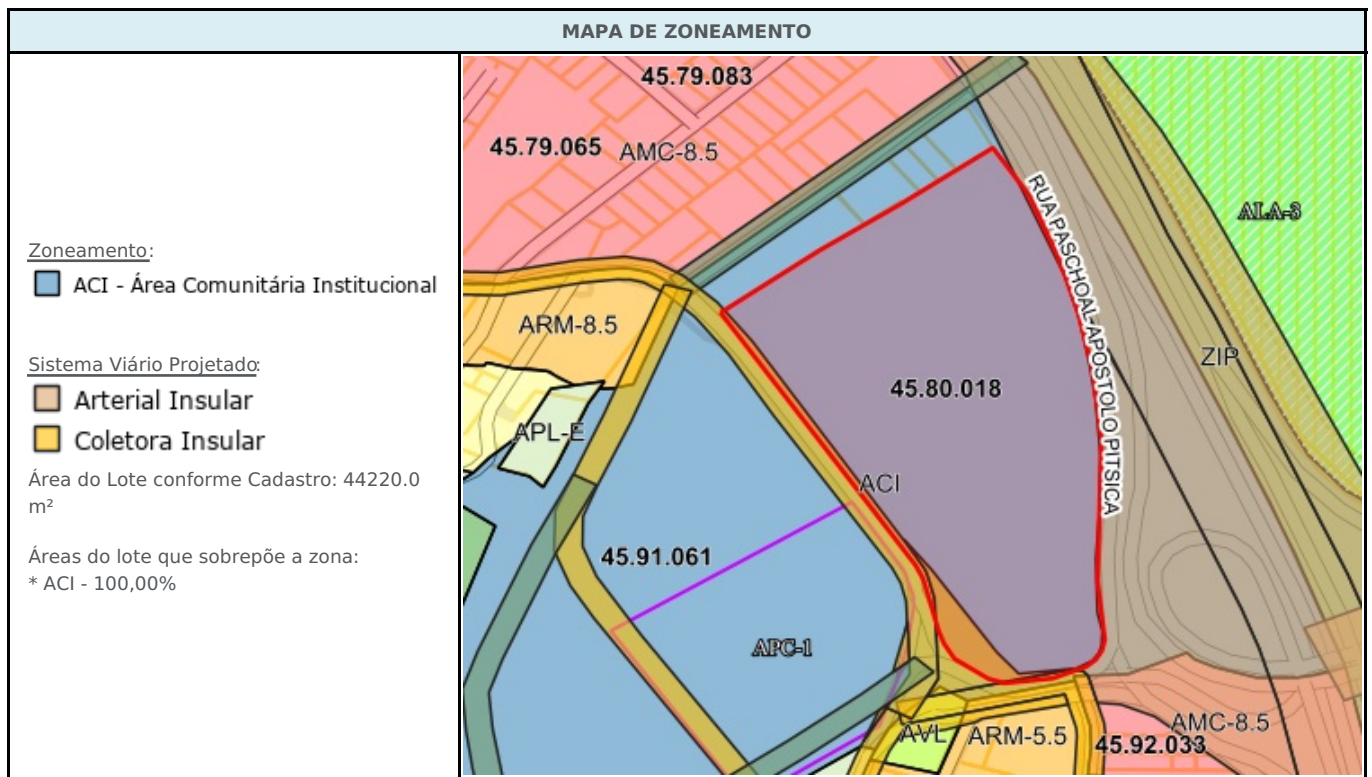 MAPA DE ZONEAMENTO
Zoneamento:
ACI - Área Comunitária Institucional
Sistema Viário Projetado:
Arterial Insular
Coletora Insular
Área do Lote conforme Cadastro: 44220.0
m²
Áreas do lote que sobrepõe a zona:
* ACI - 100,00%
45.79.083
45.79.065
AMC-8.5
RUA PASCHOAL APOSTOLO PITSICA
ALA-3
ARM-8.5
ZIP
45.80.018
APL-E
ACI
45.91.061
APC-1
AVL
ARM-5.5
AMC-8.5
45.92.033